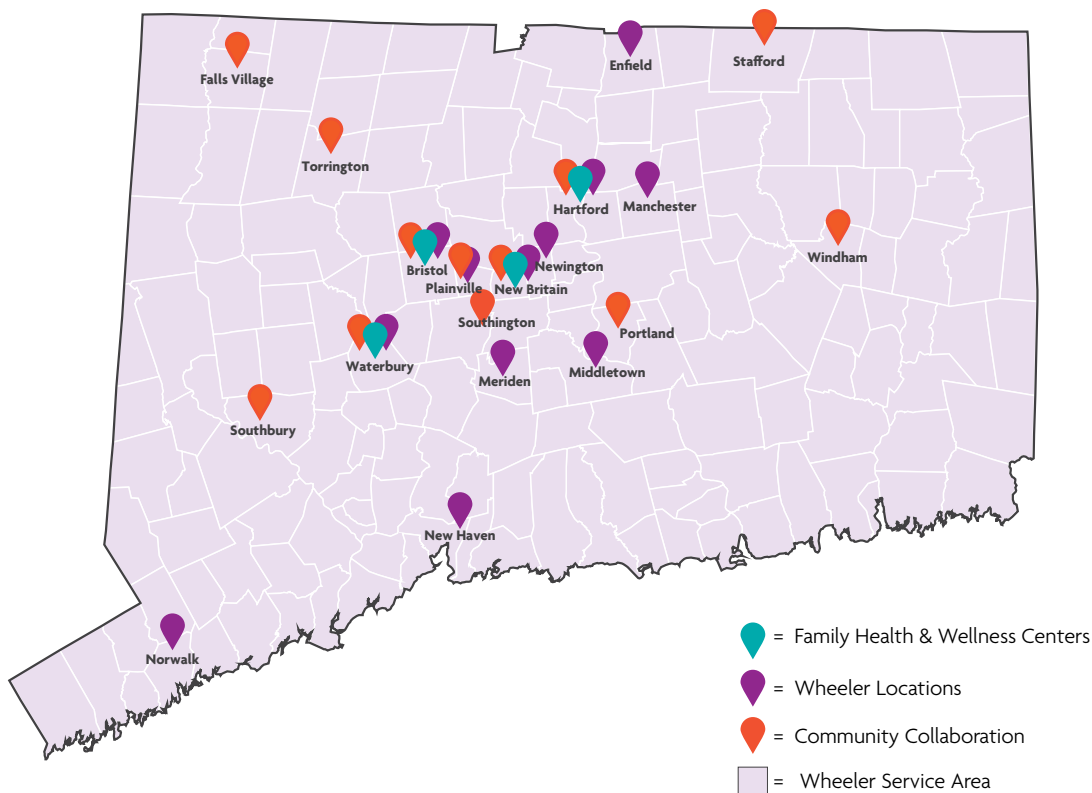 Enfield
Stafford
Falls Village
Torrington
Hartford
Manchester
Windham
Bristol
Newington
Plainville
New Britain
Southington
Portland
Waterbury
Meriden
Middletown
Southbury
New Haven
Norwalk
= Family Health & Wellness Centers
= Wheeler Locations
= Community Collaboration
= Wheeler Service Area